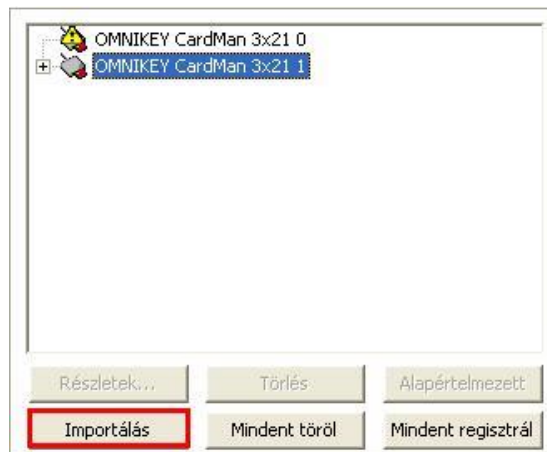 OMNIKEY CardMan 3x21 0
OMNIKEY CardMan 3x21 1
Részletek... Törlés Alapértelmezett
Importálás Mindent töröl Mindent regisztrál